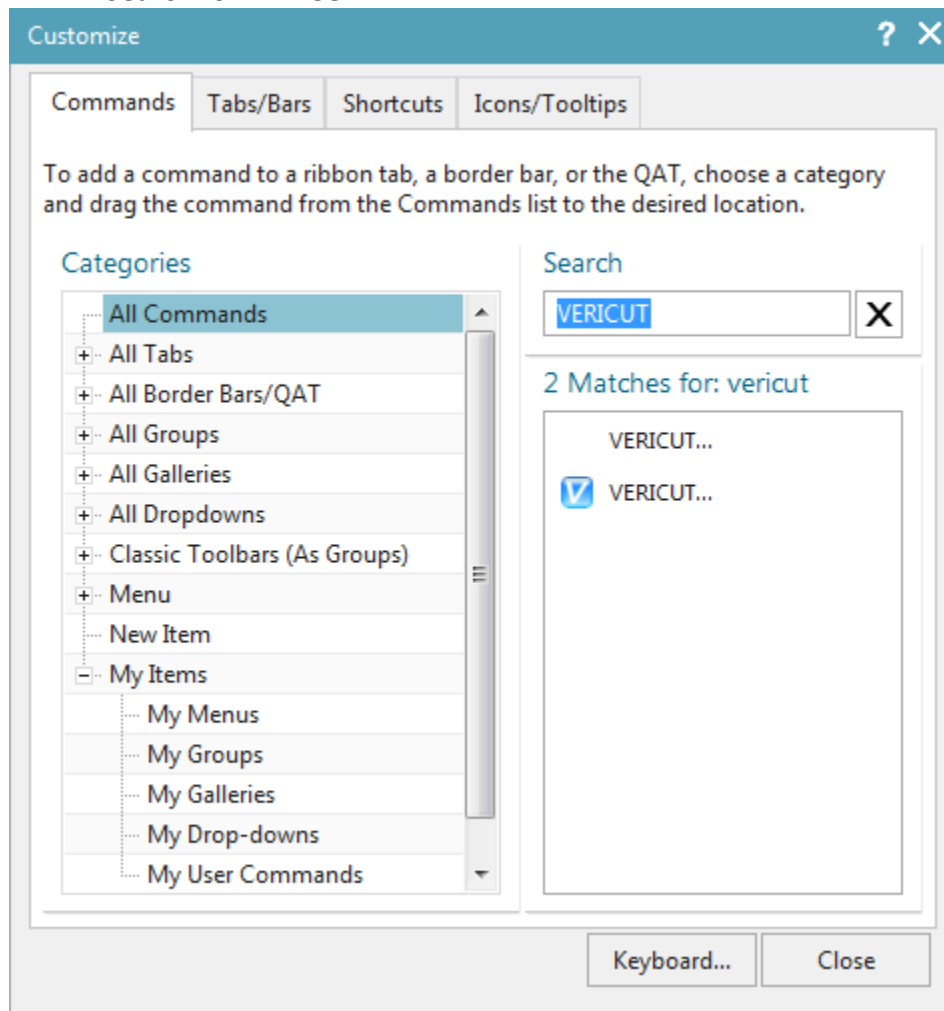 Customize
? X
Commands Tabs/Bars Shortcuts Icons/Tooltips
To add a command to a ribbon tab, a border bar, or the QAT, choose a category
and drag the command from the Commands list to the desired location.
Categories
All Commands
All Tabs
All Border Bars/QAT
All Groups
All Galleries
All Dropdowns
Classic Toolbars (As Groups)
Menu
New Item
My Items
My Menus
My Groups
My Galleries
My Drop-downs
My User Commands
Search
VERICUT X
2 Matches for: vericut
VERICUT...
V VERICUT...
Keyboard... Close